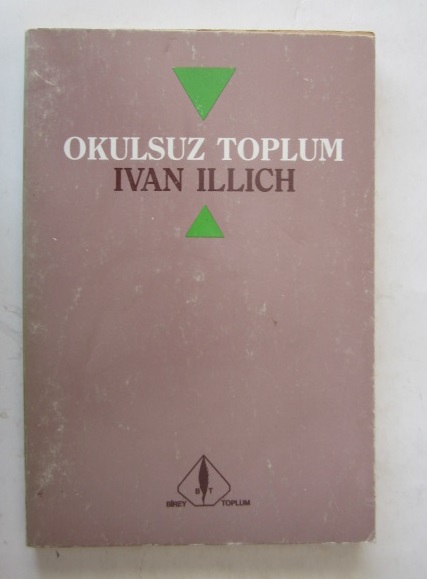 OKULSUZ TOPLUM
IVAN ILLICH
B T
BİREY TOPLUM